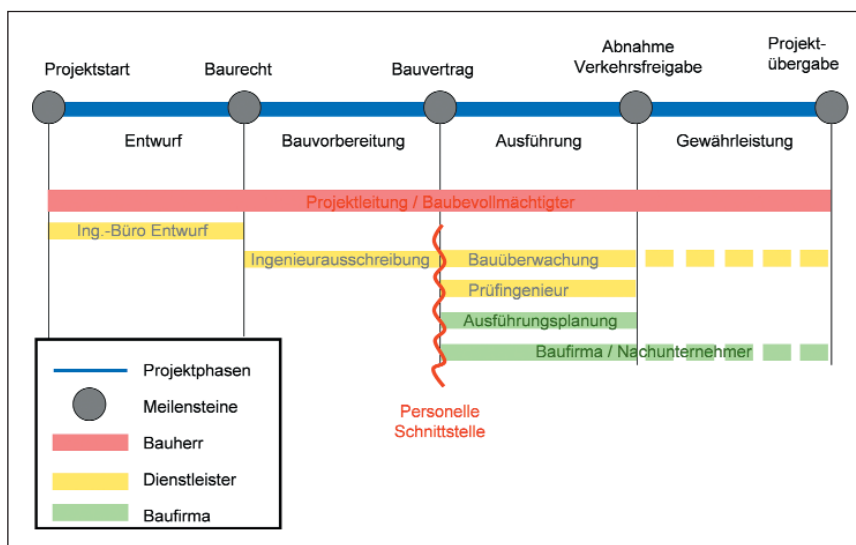 Projektstart
Baurecht
Bauvertrag
Abnahme
Verkehrsfreigabe
Projekt-
übergabe
Entwurf
Bauvorbereitung
Ausführung
Gewährleistung
Projektleitung / Baubevollmächtigter
Ing.-Büro Entwurf
Ingenieurausschreibung
Bauüberwachung
Prüfingenieur
Ausführungsplanung
Baufirma / Nachunternehmer
Personelle
Schnittstelle
Projektphasen
Meilensteine
Bauherr
Dienstleister
Baufirma